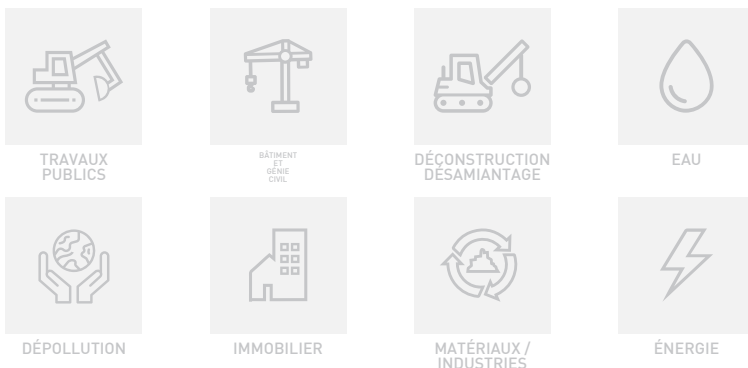 TRAVAUX
PUBLICS
BÂTIMENT
ET
GÉNIE
CIVIL
DÉCONSTRUCTION
DÉSAMIANTAGE
EAU
DÉPOLLUTION
IMMOBILIER
MATÉRIAUX /
INDUSTRIES
ÉNERGIE